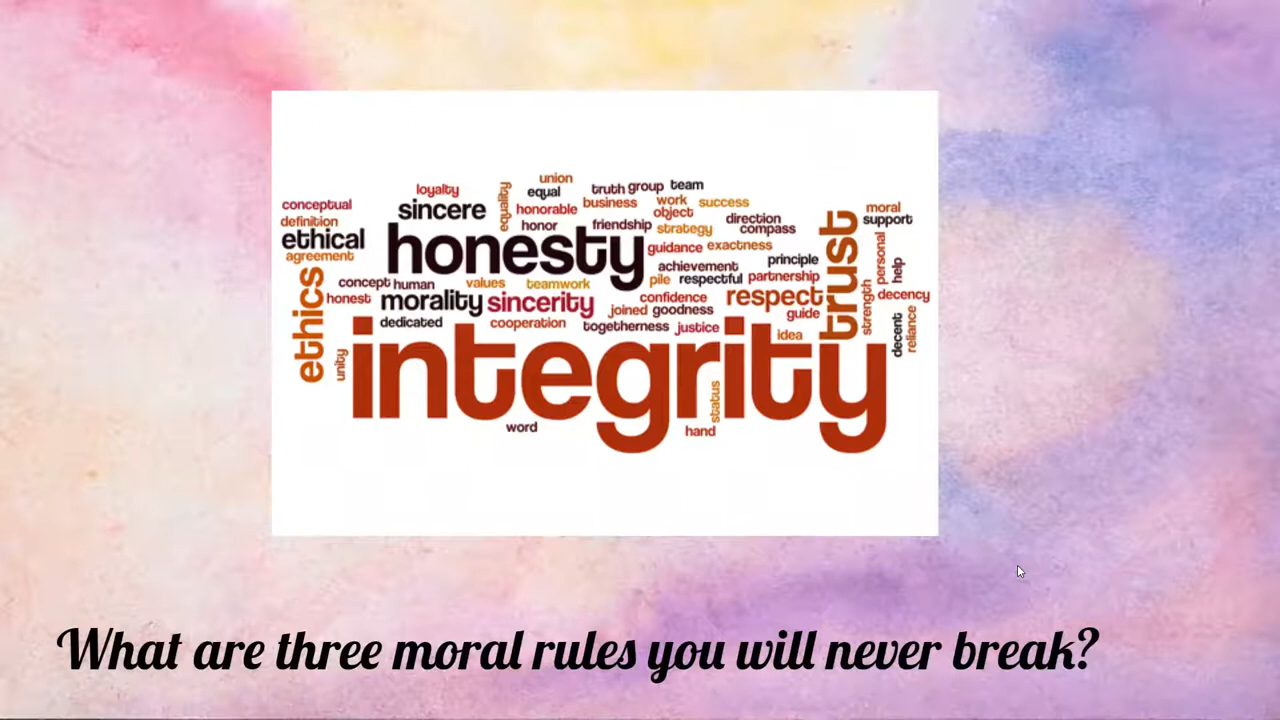 union
loyalty
equality
equal
truth
group
team
conceptual
sincere
honorable
business
work
object
success
moral
support
definition
ethical
agreement
honor
honesty
friendship
strategy
direction
compass
trust
guidance
exactness
personal
help
concept
human
values
teamwork
achievement
principle
pile
respectful
partnership
ethics
honest
morality
sincerity
joined
confidence
goodness
respect
guide
strength
decency
dedicated
cooperation
togetherness
justice
idea
decent
reliance
unity
integrity
status
word
hand
What are three moral rules you will never break?